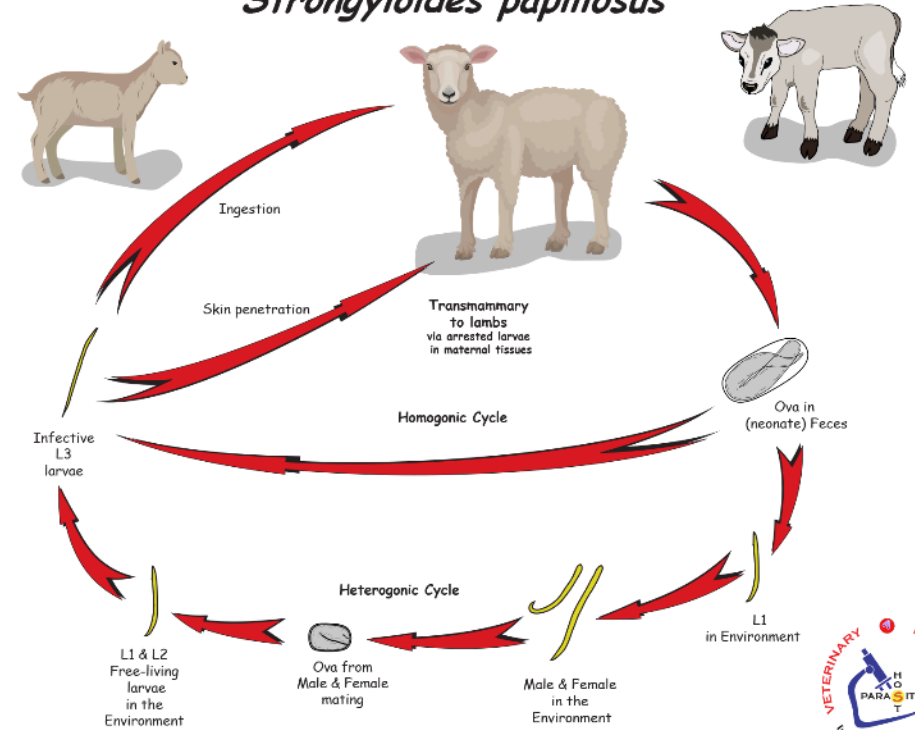 Strongyloides papillosus
Ingestion
Skin penetration
Transmammary
to lambs
via arrested larvae
in maternal tissues
Ova in
(neonate) Feces
Homogonic Cycle
Infective
L3
larvae
Heterogonic Cycle
L1
in Environment
L1 & L2
Free-living
larvae
in the
Environment
Ova from
Male & Female
mating
Male & Female
in the
Environment
VETERINARY
HOST
PARASIT